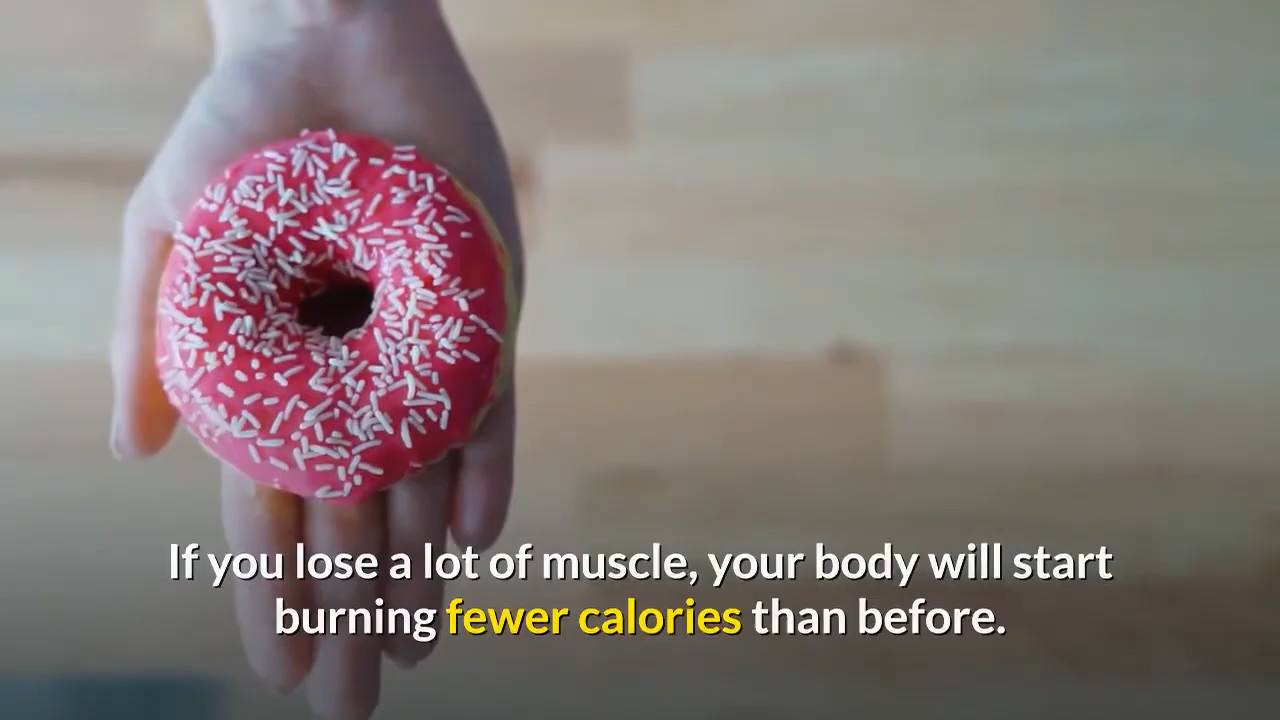 If you lose a lot of muscle, your body will start
burning fewer calories than before.